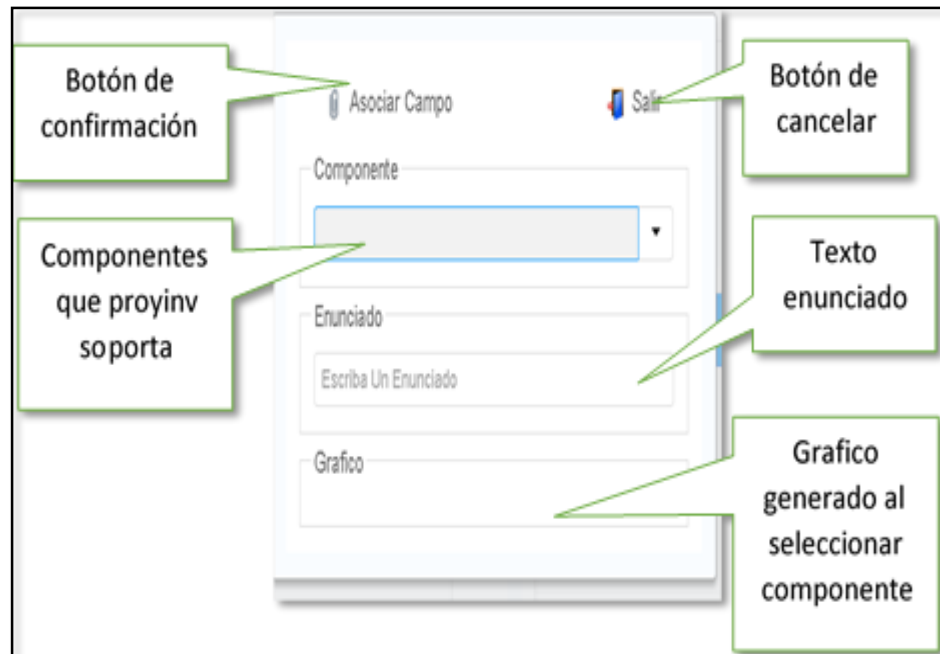 Botón de
confirmación
Asociar Campo
Salir
Botón de
cancelar
Componente
Componentes
que proyinv
soporta
Texto
enunciado
Enunciado
Escriba Un Enunciado
Grafico
Grafico
generado al
seleccionar
componente